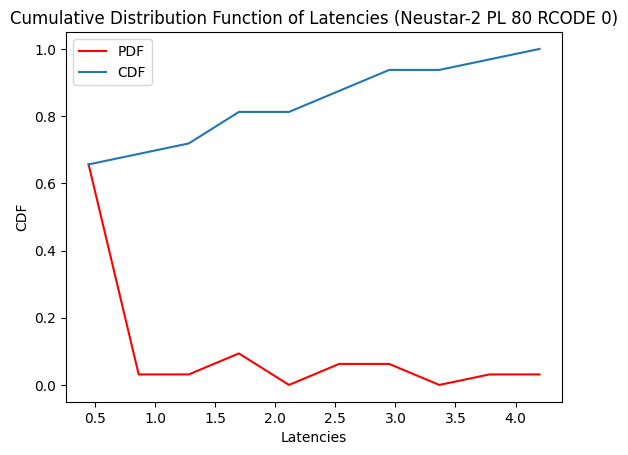 Cumulative Distribution Function of Latencies (Neustar-2 PL 80 RCODE 0)
PDF
CDF
1.0
0.8
0.6
0.4
0.2
0.0
CDF
0.5 1.0 1.5 2.0 2.5 3.0 3.5 4.0
Latencies